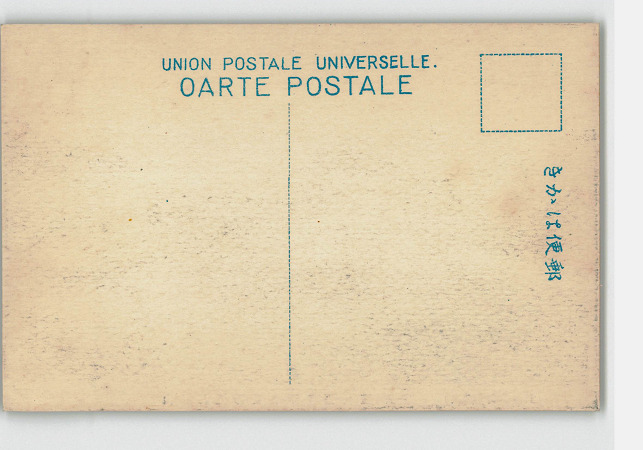 UNION POSTALE UNIVERSELLE.
OARTE POSTALE
きかは便郵